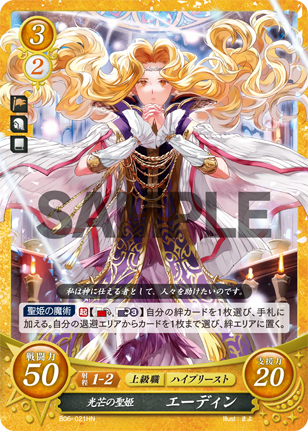 3
2
SAMPLE
私は神に仕える者として、人々を助けたいのです。
聖姫の魔術 起 3 自分の絆カードを1枚選び、手札に
加える。自分の退避エリアからカードを1枚まで選び、絆エリアに置く。
戦闘力
50
射程 1-2 上級職 ハイプリースト
支援力
20
光芒の聖姫 エーディン
B06-021HN
Illust:まよ